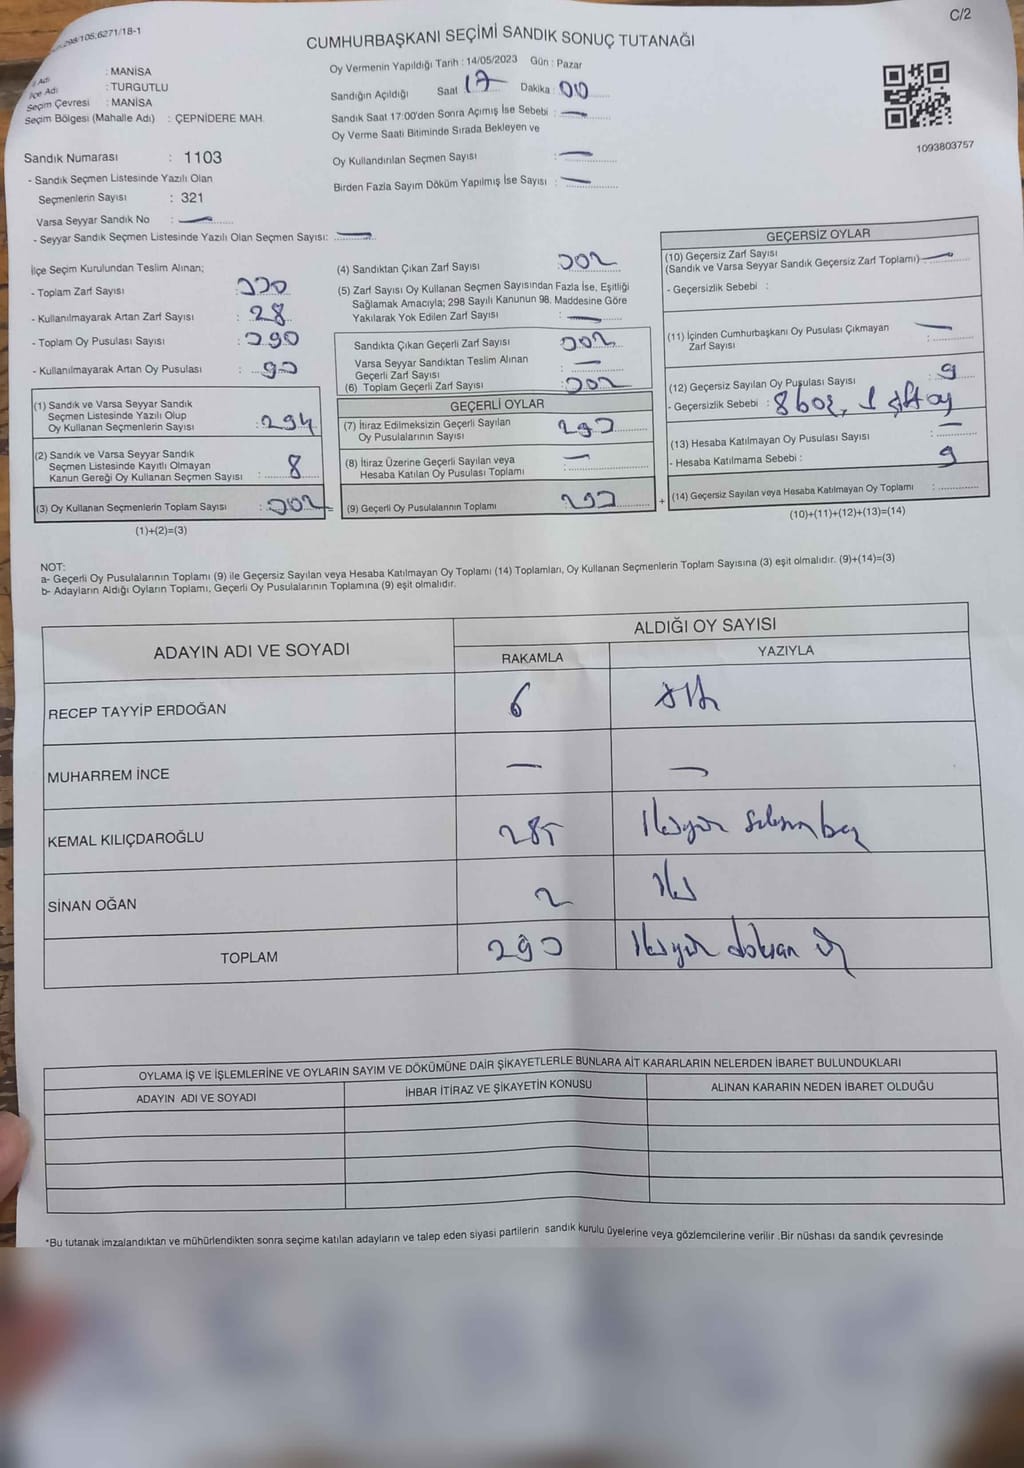 C/2
298/105:6271/18-1
CUMHURBAŞKANI SEÇİMİ SANDIK SONUÇ TUTANAĞI
İl Adı : MANİSA
İlçe Adı : TURGUTLU
Seçim Çevresi : MANİSA
Seçim Bölgesi (Mahalle Adı) : ÇEPNİDERE MAH.
Sandık Numarası : 1103
- Sandık Seçmen Listesinde Yazılı Olan
Seçmenlerin Sayısı : 321
Varsa Seyyar Sandık No : —
- Seyyar Sandık Seçmen Listesinde Yazılı Olan Seçmen Sayısı: —
Oy Vermenin Yapıldığı Tarih : 14/05/2023 Gün : Pazar
Sandığın Açıldığı Saat 17 Dakika : 00
Sandık Saat 17:00'den Sonra Açımış İse Sebebi : —
Oy Verme Saati Bitiminde Sırada Bekleyen ve
Oy Kullandırılan Seçmen Sayısı : —
Birden Fazla Sayım Döküm Yapılmış İse Sayısı : —
1093803757
İlçe Seçim Kurulundan Teslim Alınan;
- Toplam Zarf Sayısı : 330
- Kullanılmayarak Artan Zarf Sayısı : 28
- Toplam Oy Pusulası Sayısı : 390
- Kullanılmayarak Artan Oy Pusulası :
(1) Sandık ve Varsa Seyyar Sandık
Seçmen Listesinde Yazılı Olup
Oy Kullanan Seçmenlerin Sayısı : 294
(2) Sandık ve Varsa Seyyar Sandık
Seçmen Listesinde Kayıtlı Olmayan
Kanun Gereği Oy Kullanan Seçmen Sayısı : 8
(3) Oy Kullanan Seçmenlerin Toplam Sayısı : 302
(1)+(2)=(3)
(4) Sandıktan Çıkan Zarf Sayısı : 302
(5) Zarf Sayısı Oy Kullanan Seçmen Sayısından Fazla İse, Eşitliği
Sağlamak Amacıyla; 298 Sayılı Kanunun 98. Maddesine Göre
Yakılarak Yok Edilen Zarf Sayısı : —
Sandıkta Çıkan Geçerli Zarf Sayısı : 302
Varsa Seyyar Sandıktan Teslim Alınan
Geçerli Zarf Sayısı : —
(6) Toplam Geçerli Zarf Sayısı : 302
GEÇERLİ OYLAR
(7) İtiraz Edilmeksizin Geçerli Sayılan
Oy Pusulalarının Sayısı : 293
(8) İtiraz Üzerine Geçerli Sayılan veya
Hesaba Katılan Oy Pusulası Toplamı : —
= (9) Geçerli Oy Pusulalarının Toplamı : 293
GEÇERSİZ OYLAR
(10) Geçersiz Zarf Sayısı
(Sandık ve Varsa Seyyar Sandık Geçersiz Zarf Toplamı) : —
- Geçersizlik Sebebi :
(11) İçinden Cumhurbaşkanı Oy Pusulası Çıkmayan
Zarf Sayısı : —
(12) Geçersiz Sayılan Oy Pusulası Sayısı : 9
- Geçersizlik Sebebi : 8 boş, 1 çift oy
(13) Hesaba Katılmayan Oy Pusulası Sayısı : —
- Hesaba Katılmama Sebebi :
+ (14) Geçersiz Sayılan veya Hesaba Katılmayan Oy Toplamı : 9
(10)+(11)+(12)+(13)=(14)
NOT:
a- Geçerli Oy Pusulalarının Toplamı (9) ile Geçersiz Sayılan veya Hesaba Katılmayan Oy Toplamı (14) Toplamları, Oy Kullanan Seçmenlerin Toplam Sayısına (3) eşit olmalıdır. (9)+(14)=(3)
b- Adayların Aldığı Oyların Toplamı, Geçerli Oy Pusulalarının Toplamına (9) eşit olmalıdır.
ADAYIN ADI VE SOYADI ALDIĞI OY SAYISI
RAKAMLA YAZIYLA
RECEP TAYYİP ERDOĞAN 6 altı
MUHARREM İNCE — —
KEMAL KILIÇDAROĞLU 285 ikiyüz seksen beş
SİNAN OĞAN 2 iki
TOPLAM 293 ikiyüz doksan üç
OYLAMA İŞ VE İŞLEMLERİNE VE OYLARIN SAYIM VE DÖKÜMÜNE DAİR ŞİKAYETLERLE BUNLARA AİT KARARLARIN NELERDEN İBARET BULUNDUKLARI
ADAYIN ADI VE SOYADI İHBAR İTİRAZ VE ŞİKAYETİN KONUSU ALINAN KARARIN NEDEN İBARET OLDUĞU
*Bu tutanak imzalandıktan ve mühürlendikten sonra seçime katılan adayların ve talep eden siyasi partilerin sandık kurulu üyelerine veya gözlemcilerine verilir .Bir nüshası da sandık çevresinde